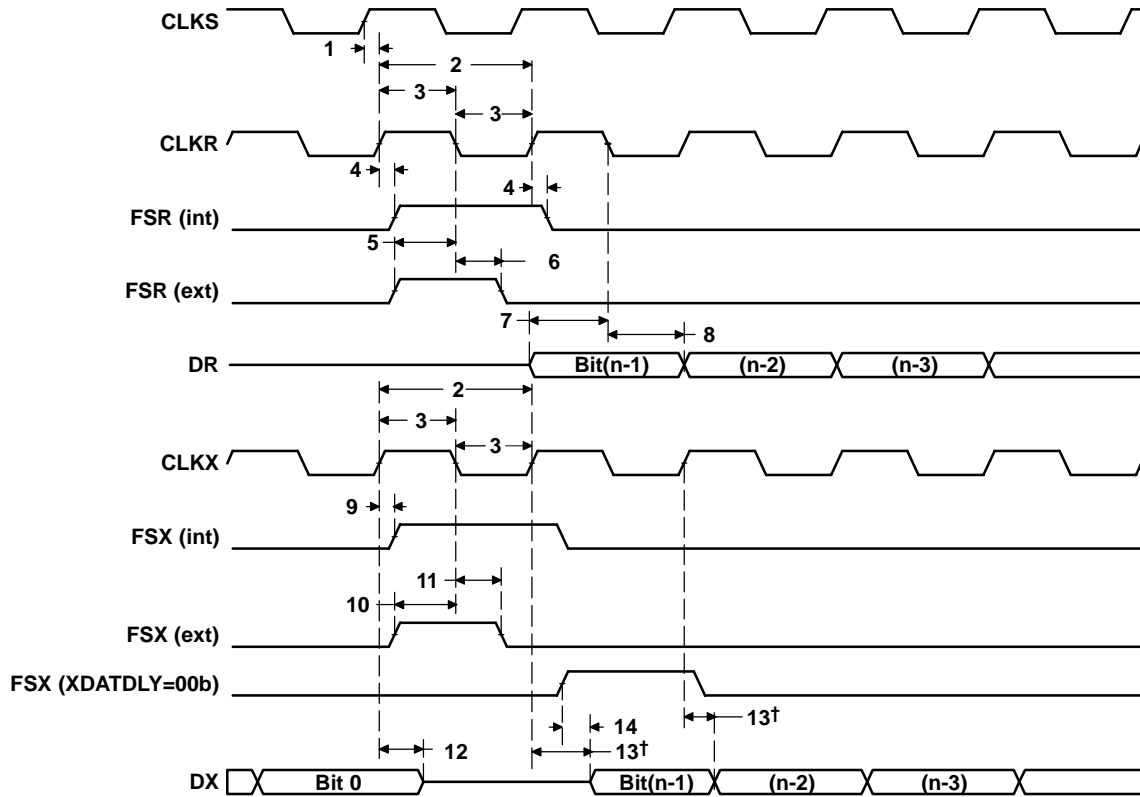 CLKS
1
2
3
3
CLKR
4
4
FSR (int)
5
6
FSR (ext)
7
8
DR
Bit(n-1) (n-2) (n-3)
2
3
3
CLKX
9
FSX (int)
11
10
FSX (ext)
FSX (XDATDLY=00b)
14
13†
12
13†
DX
Bit 0 Bit(n-1) (n-2) (n-3)